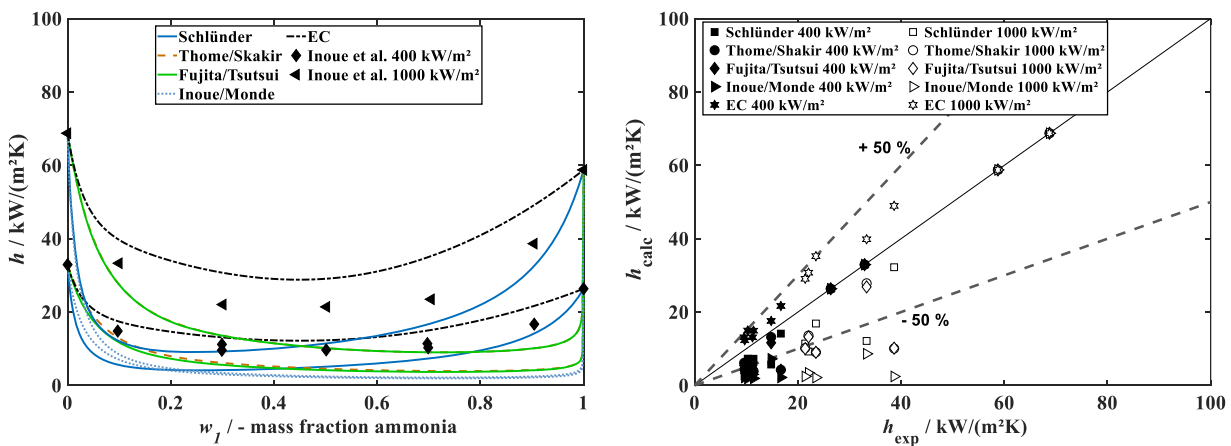 Schlünder
Thome/Skakir
Fujita/Tsutsui
Inoue/Monde
EC
Inoue et al. 400 kW/m²
Inoue et al. 1000 kW/m²
100
80
60
40
20
0
0
0.2
0.4
0.6
0.8
1
h / kW/(m²K)
w1 / - mass fraction ammonia
Schlünder 400 kW/m²
Thome/Shakir 400 kW/m²
Fujita/Tsutsui 400 kW/m²
Inoue/Monde 400 kW/m²
EC 400 kW/m²
Schlünder 1000 kW/m²
Thome/Shakir 1000 kW/m²
Fujita/Tsutsui 1000 kW/m²
Inoue/Monde 1000 kW/m²
EC 1000 kW/m²
+ 50 %
- 50 %
100
80
60
40
20
0
0
20
40
60
80
100
hcalc / kW/(m²K)
hexp / kW/(m²K)